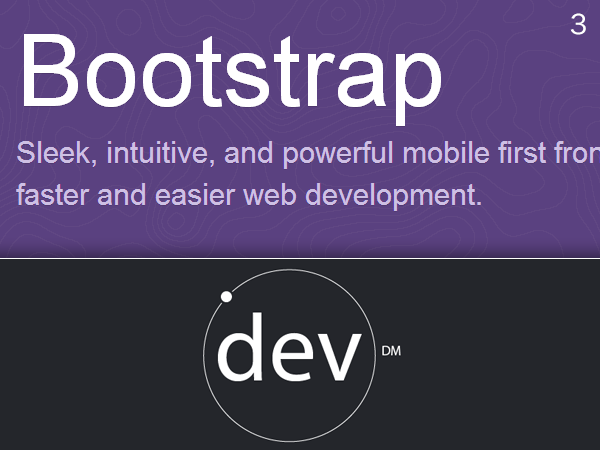 3
Bootstrap
Sleek, intuitive, and powerful mobile first fron
faster and easier web development.
dev
DM